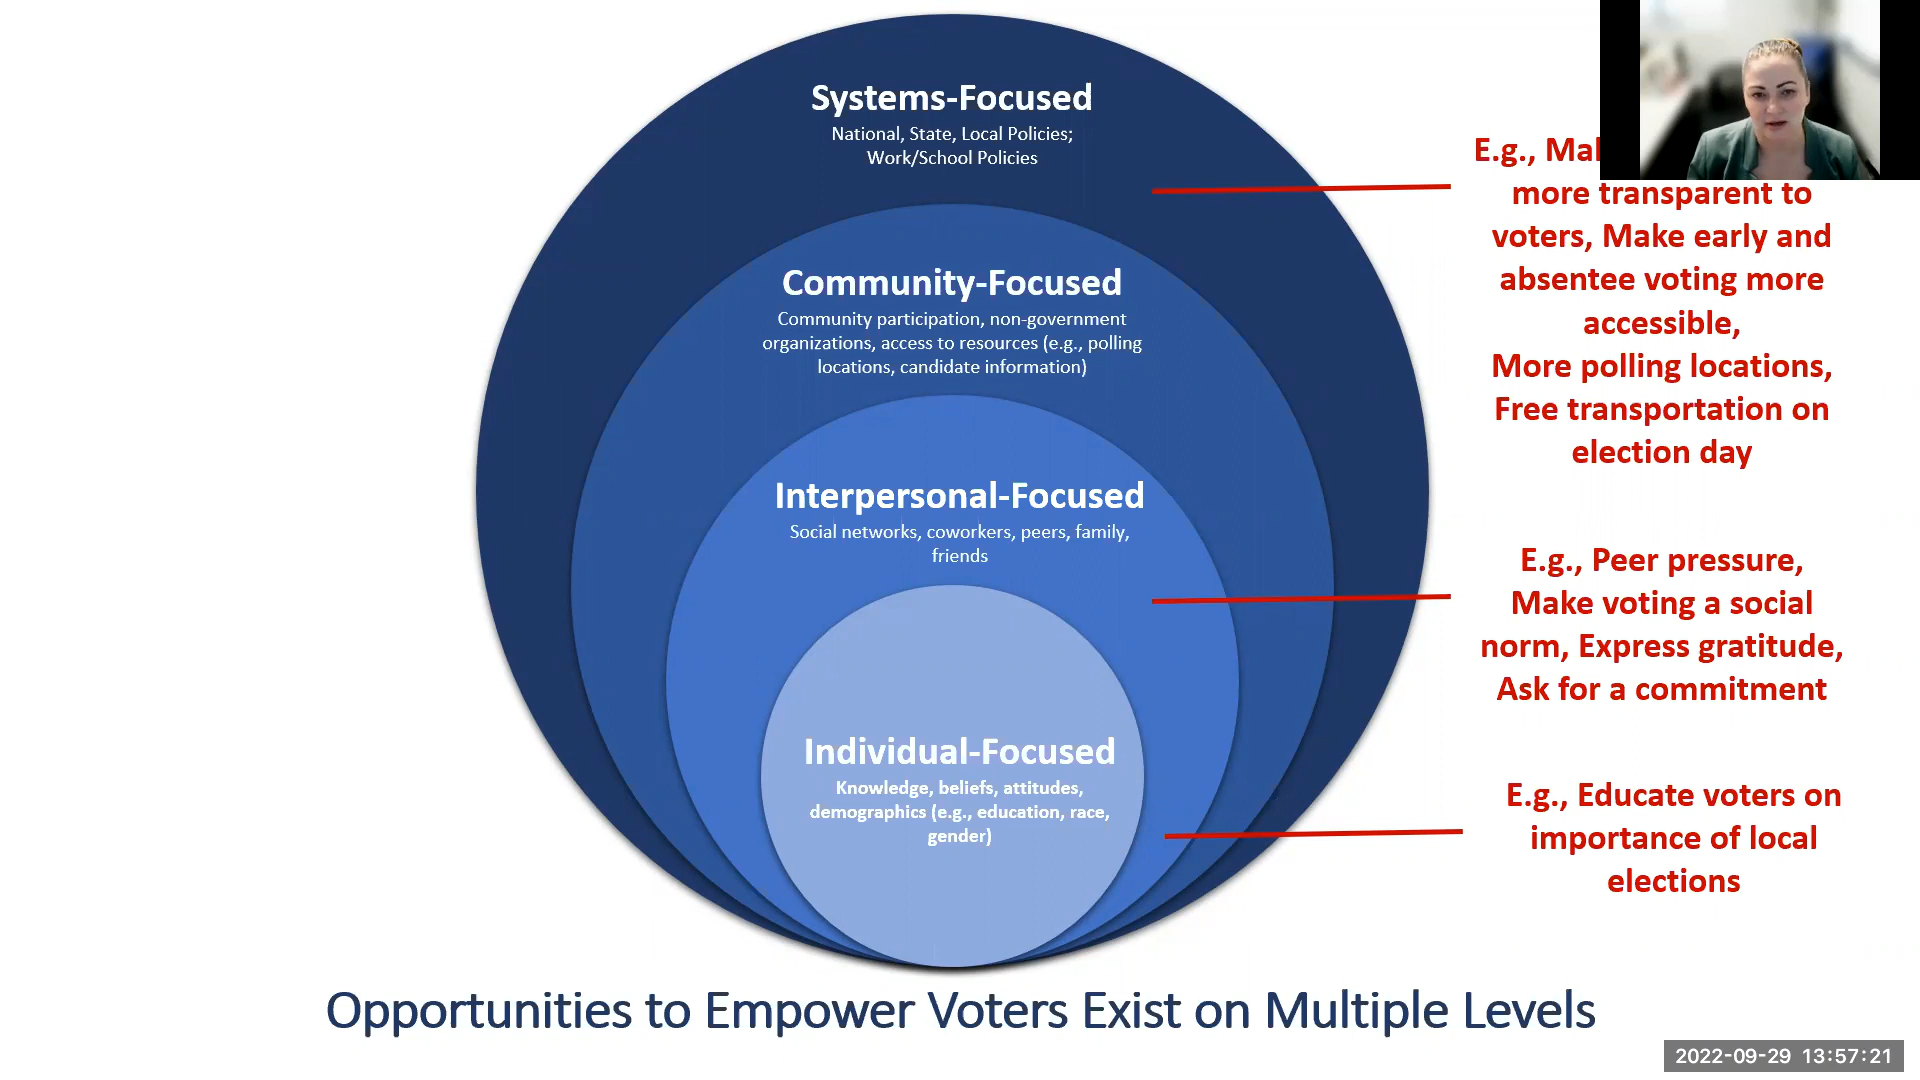 Systems-Focused
National, State, Local Policies;
Work/School Policies
Community-Focused
Community participation, non-government
organizations, access to resources (e.g., polling
locations, candidate information)
Interpersonal-Focused
Social networks, coworkers, peers, family,
friends
Individual-Focused
Knowledge, beliefs, attitudes,
demographics (e.g., education, race,
gender)
E.g.,
more transparent to
voters, Make early and
absentee voting more
accessible,
More polling locations,
Free transportation on
election day
E.g., Peer pressure,
Make voting a social
norm, Express gratitude,
Ask for a commitment
E.g., Educate voters on
importance of local
elections
Opportunities to Empower Voters Exist on Multiple Levels
2022-09-29 13:57:21